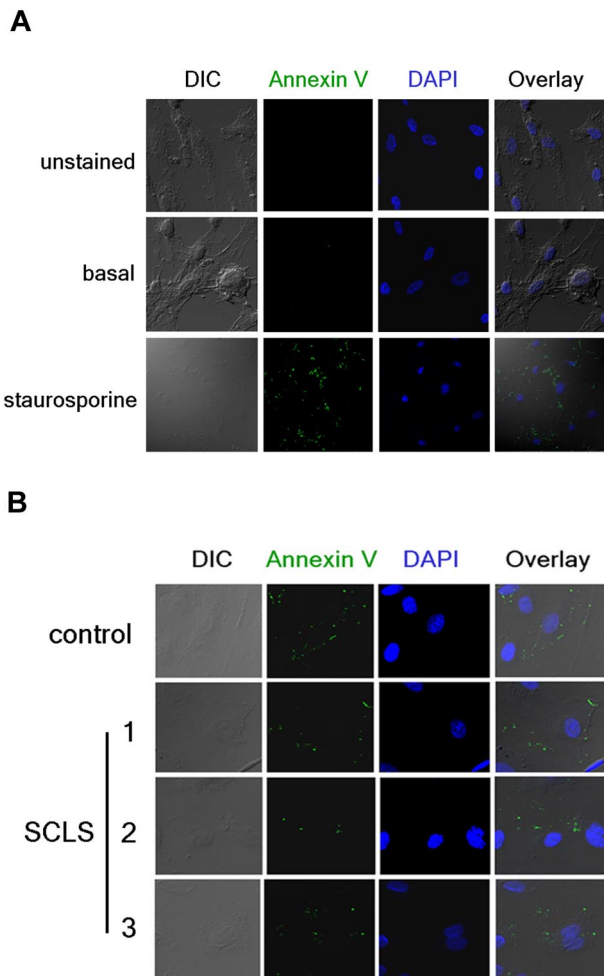 A
DIC Annexin V DAPI Overlay
unstained
basal
staurosporine
B
DIC Annexin V DAPI Overlay
control
1
SCLS 2
3